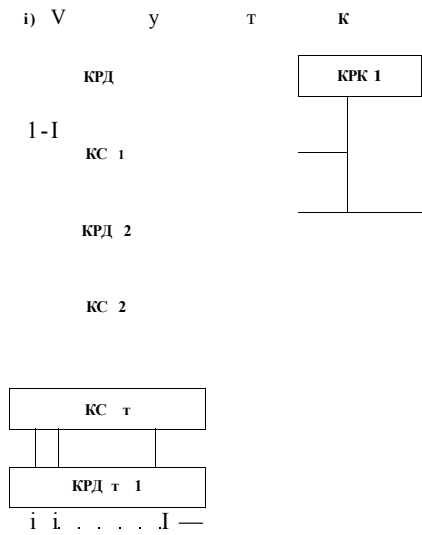 i) V у т К
КРД КРК 1
1-I
КС 1
КРД 2
КС 2
КС т
КРД т 1
i i. . . . . .I —